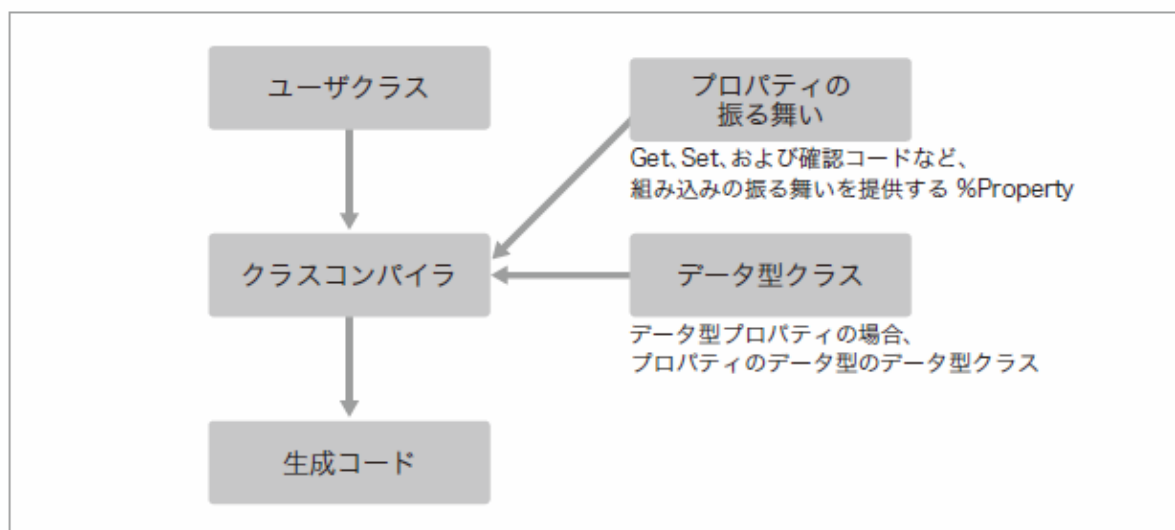 ユーザクラス
プロパティの
振る舞い
Get、Set、および確認コードなど、
組み込みの振る舞いを提供する %Property
クラスコンパイラ
データ型クラス
データ型プロパティの場合、
プロパティのデータ型のデータ型クラス
生成コード